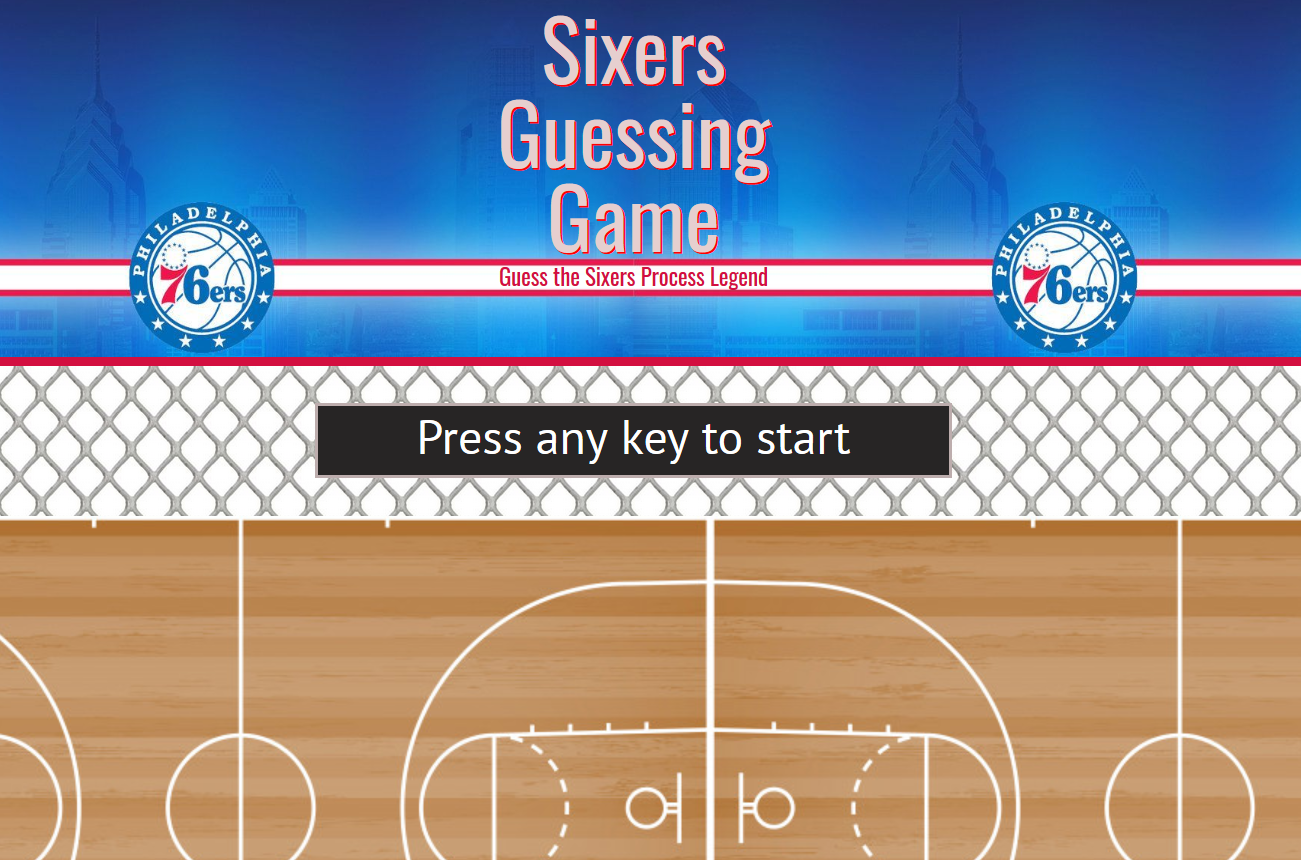 Sixers
Guessing
Game
Guess the Sixers Process Legend
PHILADELPHIA
76ers
PHILADELPHIA
76ers
Press any key to start